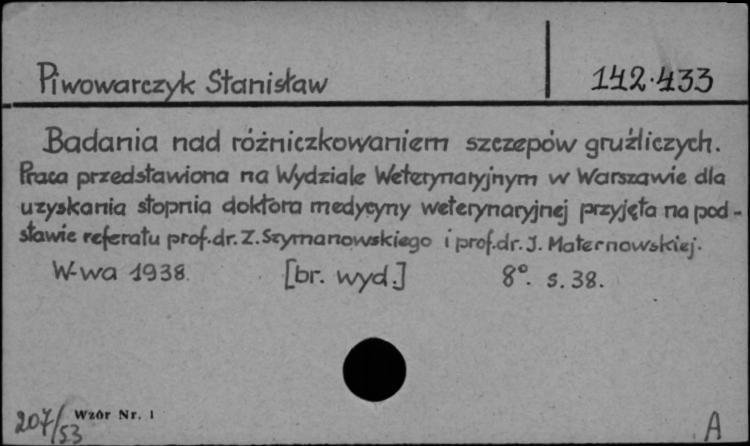 Piwowarczyk Stanisław 142.433
Badania nad różniczkowaniem szczepów gruźliczych.
Praca przedstawiona na Wydziale Weterynaryjnym w Warszawie dla
uzyskania stopnia doktora medycyny weterynaryjnej przyjęta na pod-
stawie referatu prof. dr. Z. Szymanowskiego i prof. dr. J. Maternowskiej.
W-wa 1938 [br. wyd.] 8°. s. 38.
207/53 Wzór Nr. 1 A